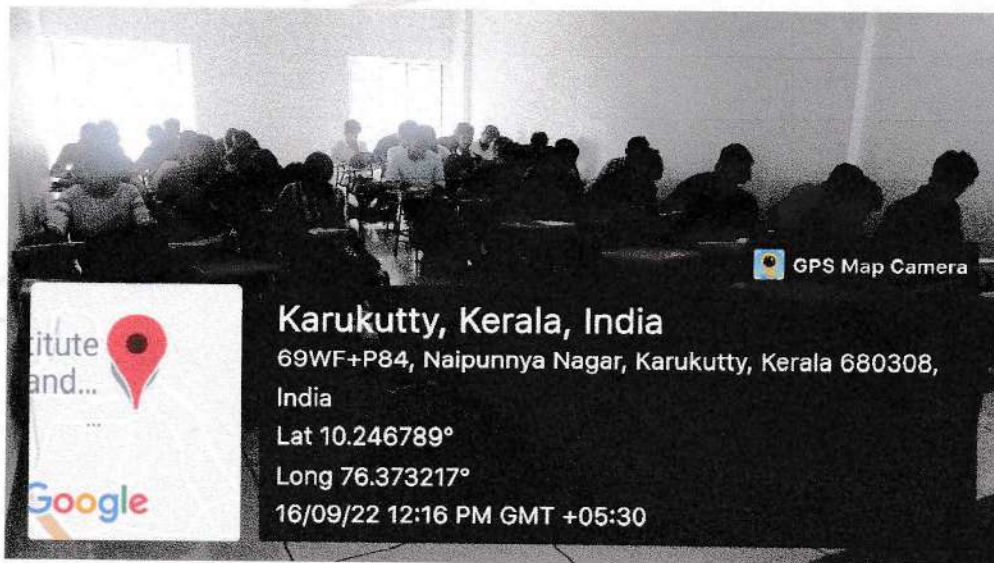 GPS Map Camera
Karukutty, Kerala, India
69WF+P84, Naipunnya Nagar, Karukutty, Kerala 680308,
India
Lat 10.246789°
Long 76.373217°
16/09/22 12:16 PM GMT +05:30
itute
and...
...
Google